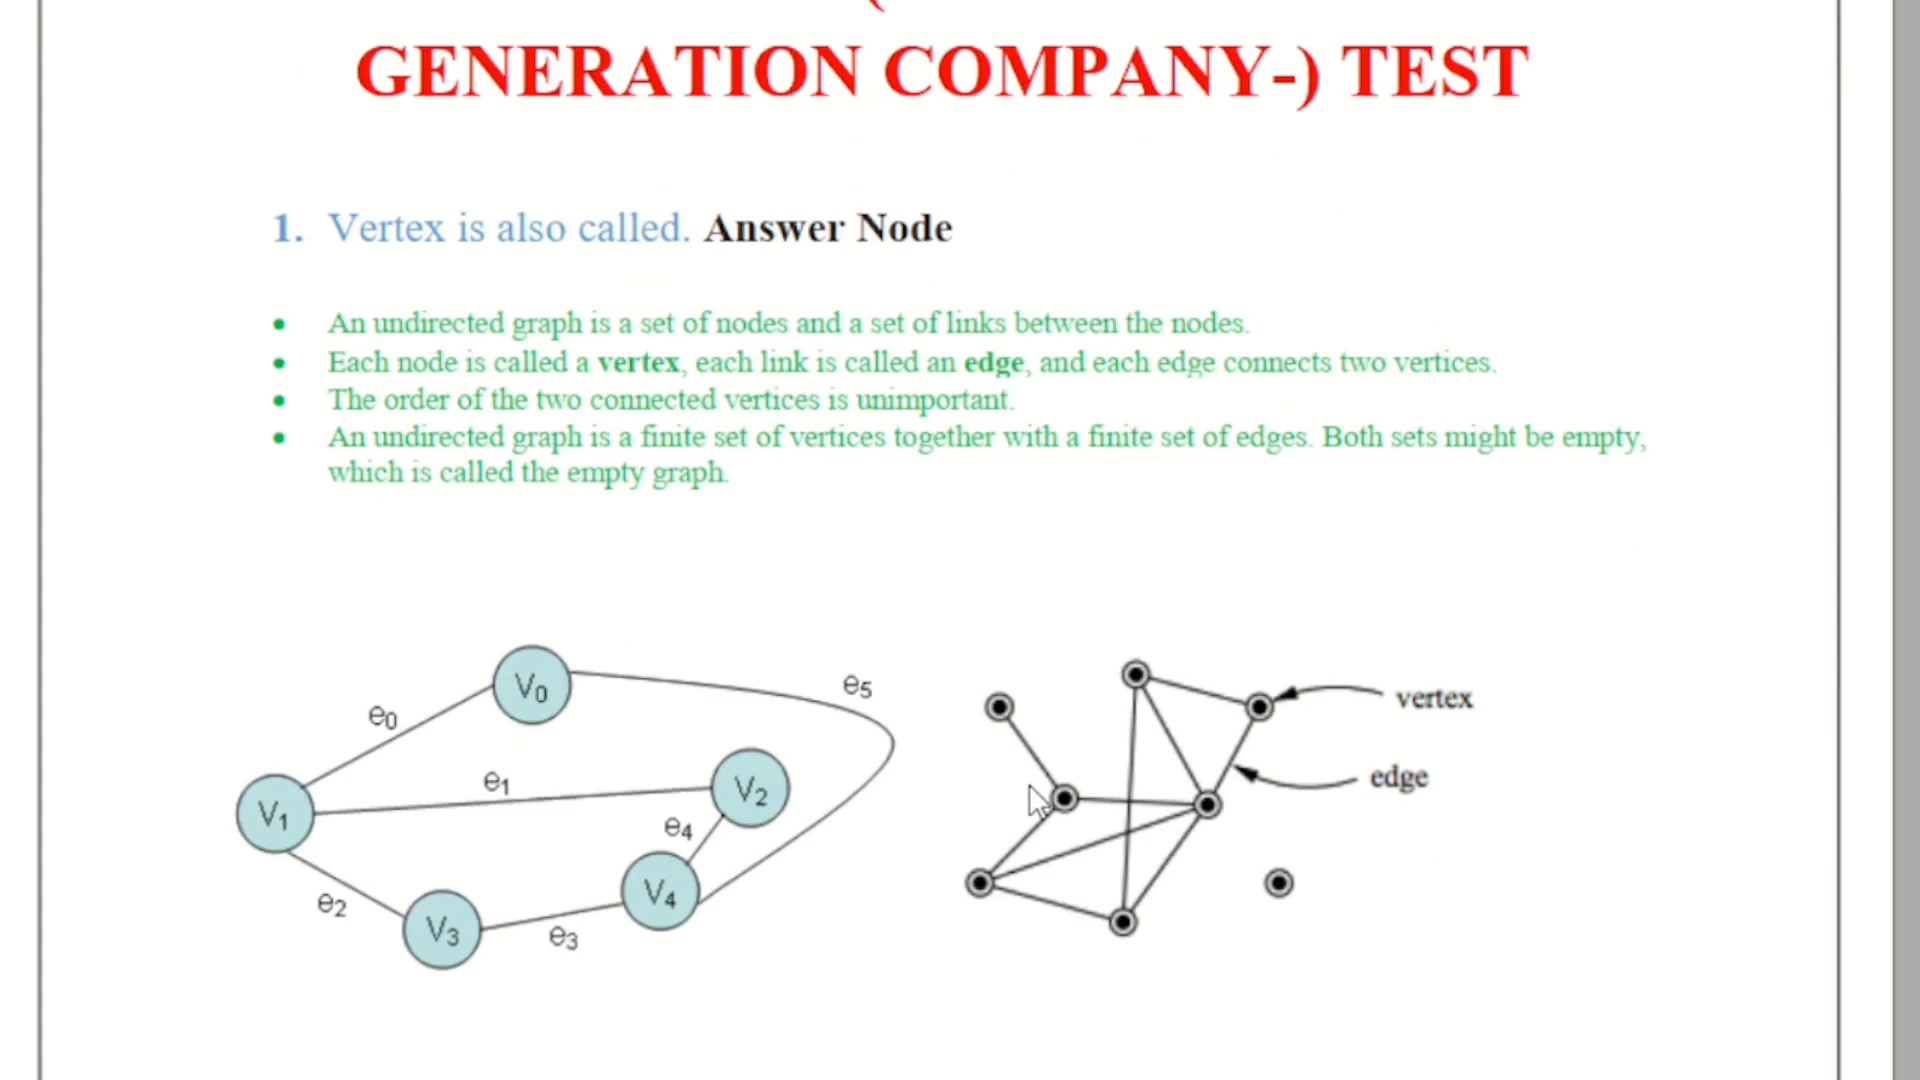 GENERATION COMPANY-) TEST
1. Vertex is also called. Answer Node
• An undirected graph is a set of nodes and a set of links between the nodes.
• Each node is called a vertex, each link is called an edge, and each edge connects two vertices.
• The order of the two connected vertices is unimportant.
• An undirected graph is a finite set of vertices together with a finite set of edges. Both sets might be empty,
which is called the empty graph.
V0
e5
e0
vertex
e1
V2
edge
V1
e4
V4
e2
V3
e3